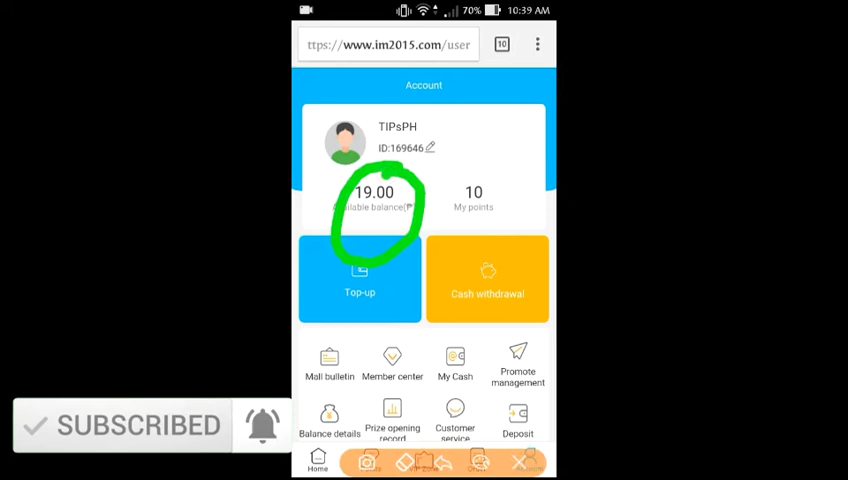 70% 10:39 AM
ttps://www.im2015.com/user
10
Account
TIPsPH
ID:169646
19.00
10
Available balance(₱)
My points
Top-up
Cash withdrawal
Mall bulletin
Member center
My Cash
Promote
management
SUBSCRIBED
Balance details
Prize opening
record
Customer
service
Deposit
Home
VIP Zone